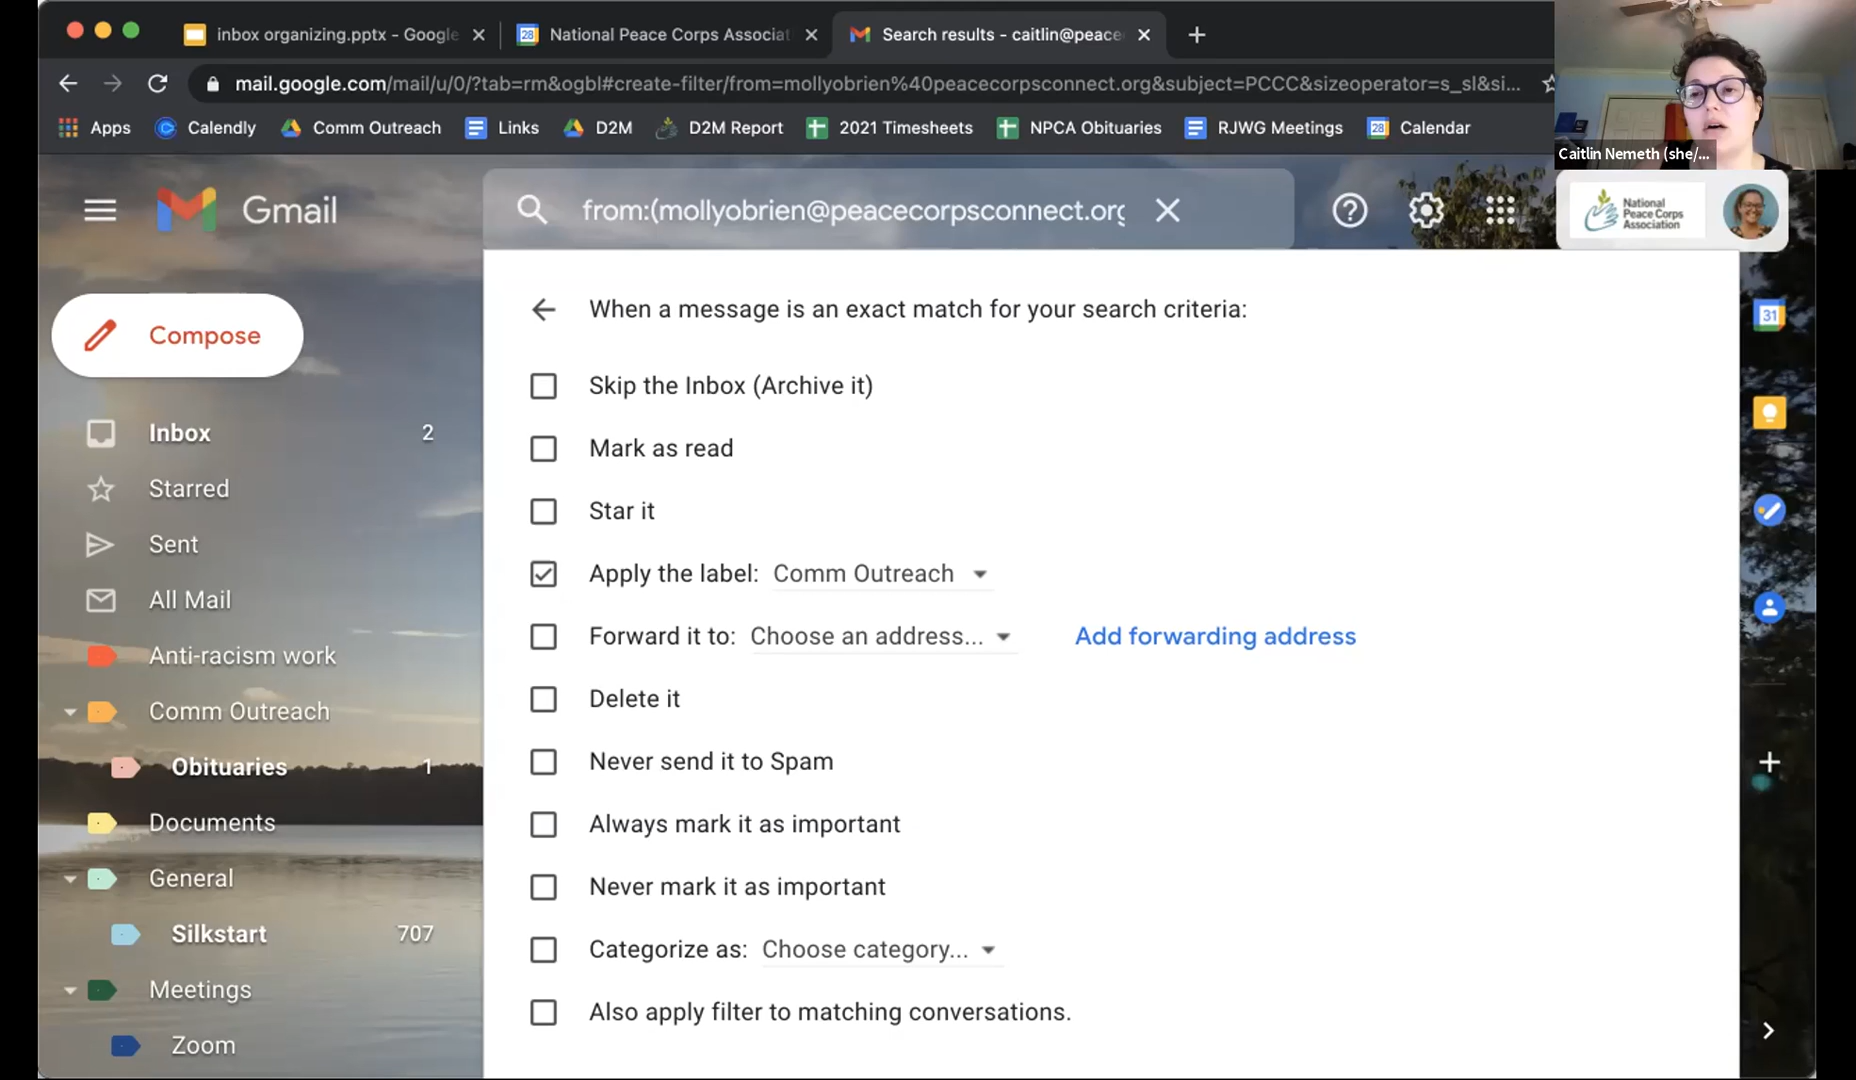 inbox organizing.pptx - Google
National Peace Corps Associat
Search results - caitlin@peace
mail.google.com/mail/u/0/?tab=rm&ogbl#create-filter/from=mollyobrien%40peacecorpsconnect.org&subject=PCCC&sizeoperator=s_sl&si...
Apps
Calendly
Comm Outreach
Links
D2M
D2M Report
2021 Timesheets
NPCA Obituaries
RJWG Meetings
28
Calendar
Caitlin Nemeth (she/...
Gmail
from:(mollyobrien@peacecorpsconnect.org
National
Peace Corps
Association
When a message is an exact match for your search criteria:
Compose
Skip the Inbox (Archive it)
Inbox 2
Mark as read
Starred
Star it
Sent
Apply the label: Comm Outreach
All Mail
Forward it to: Choose an address... Add forwarding address
Anti-racism work
Delete it
Comm Outreach
Never send it to Spam
Obituaries 1
Always mark it as important
Documents
Never mark it as important
General
Silkstart 707
Categorize as: Choose category...
Meetings
Also apply filter to matching conversations.
Zoom
28
31